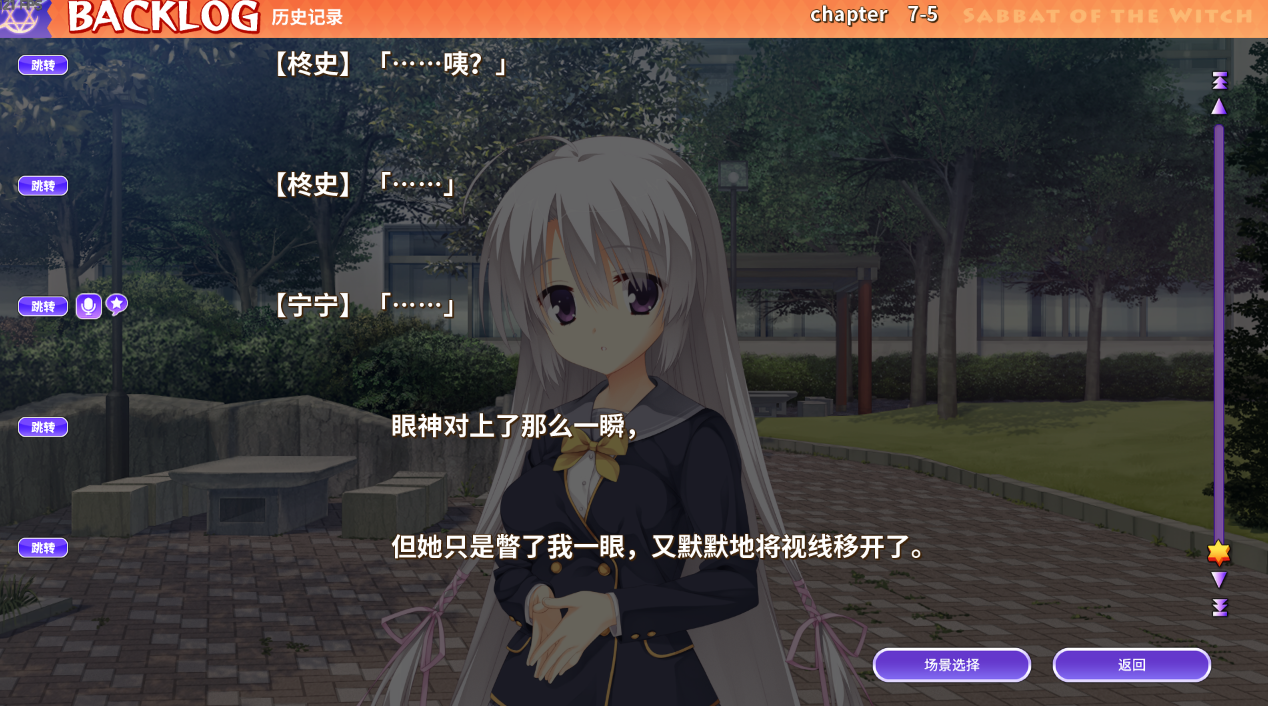 BACKLOG 历史记录 chapter 7-5 SABBAT OF THE WITCH
跳转 【柊史】「……咦？」
跳转 【柊史】「……」
跳转 【宁宁】「……」
跳转 眼神对上了那么一瞬，
跳转 但她只是瞥了我一眼，又默默地将视线移开了。
场景选择 返回